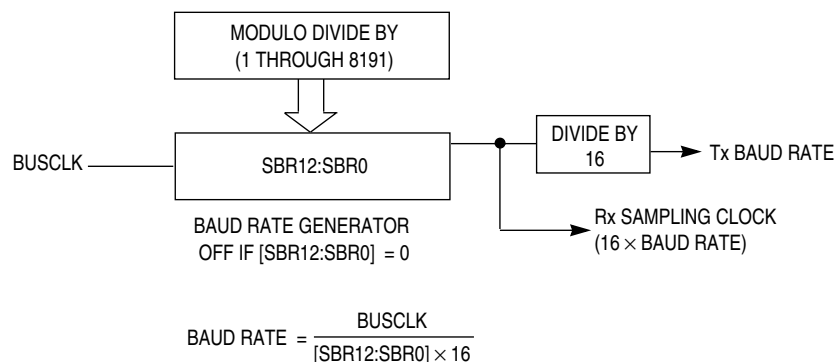 MODULO DIVIDE BY
(1 THROUGH 8191)
BUSCLK
SBR12:SBR0
DIVIDE BY
16
Tx BAUD RATE
BAUD RATE GENERATOR
OFF IF [SBR12:SBR0] = 0
Rx SAMPLING CLOCK
(16 × BAUD RATE)
BAUD RATE =
BUSCLK
[SBR12:SBR0] × 16